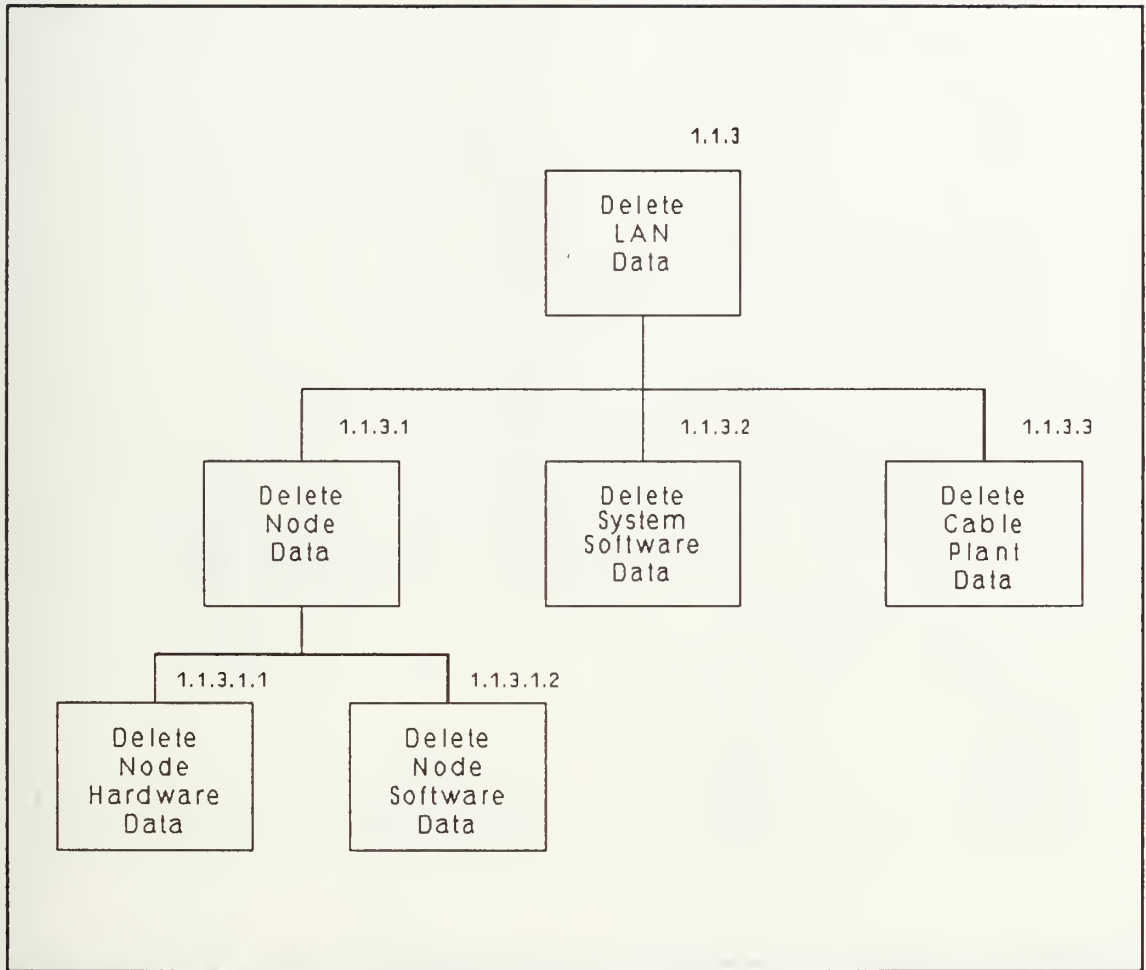 1.1.3
Delete
LAN
Data
1.1.3.1
Delete
Node
Data
1.1.3.2
Delete
System
Software
Data
1.1.3.3
Delete
Cable
Plant
Data
1.1.3.1.1
Delete
Node
Hardware
Data
1.1.3.1.2
Delete
Node
Software
Data